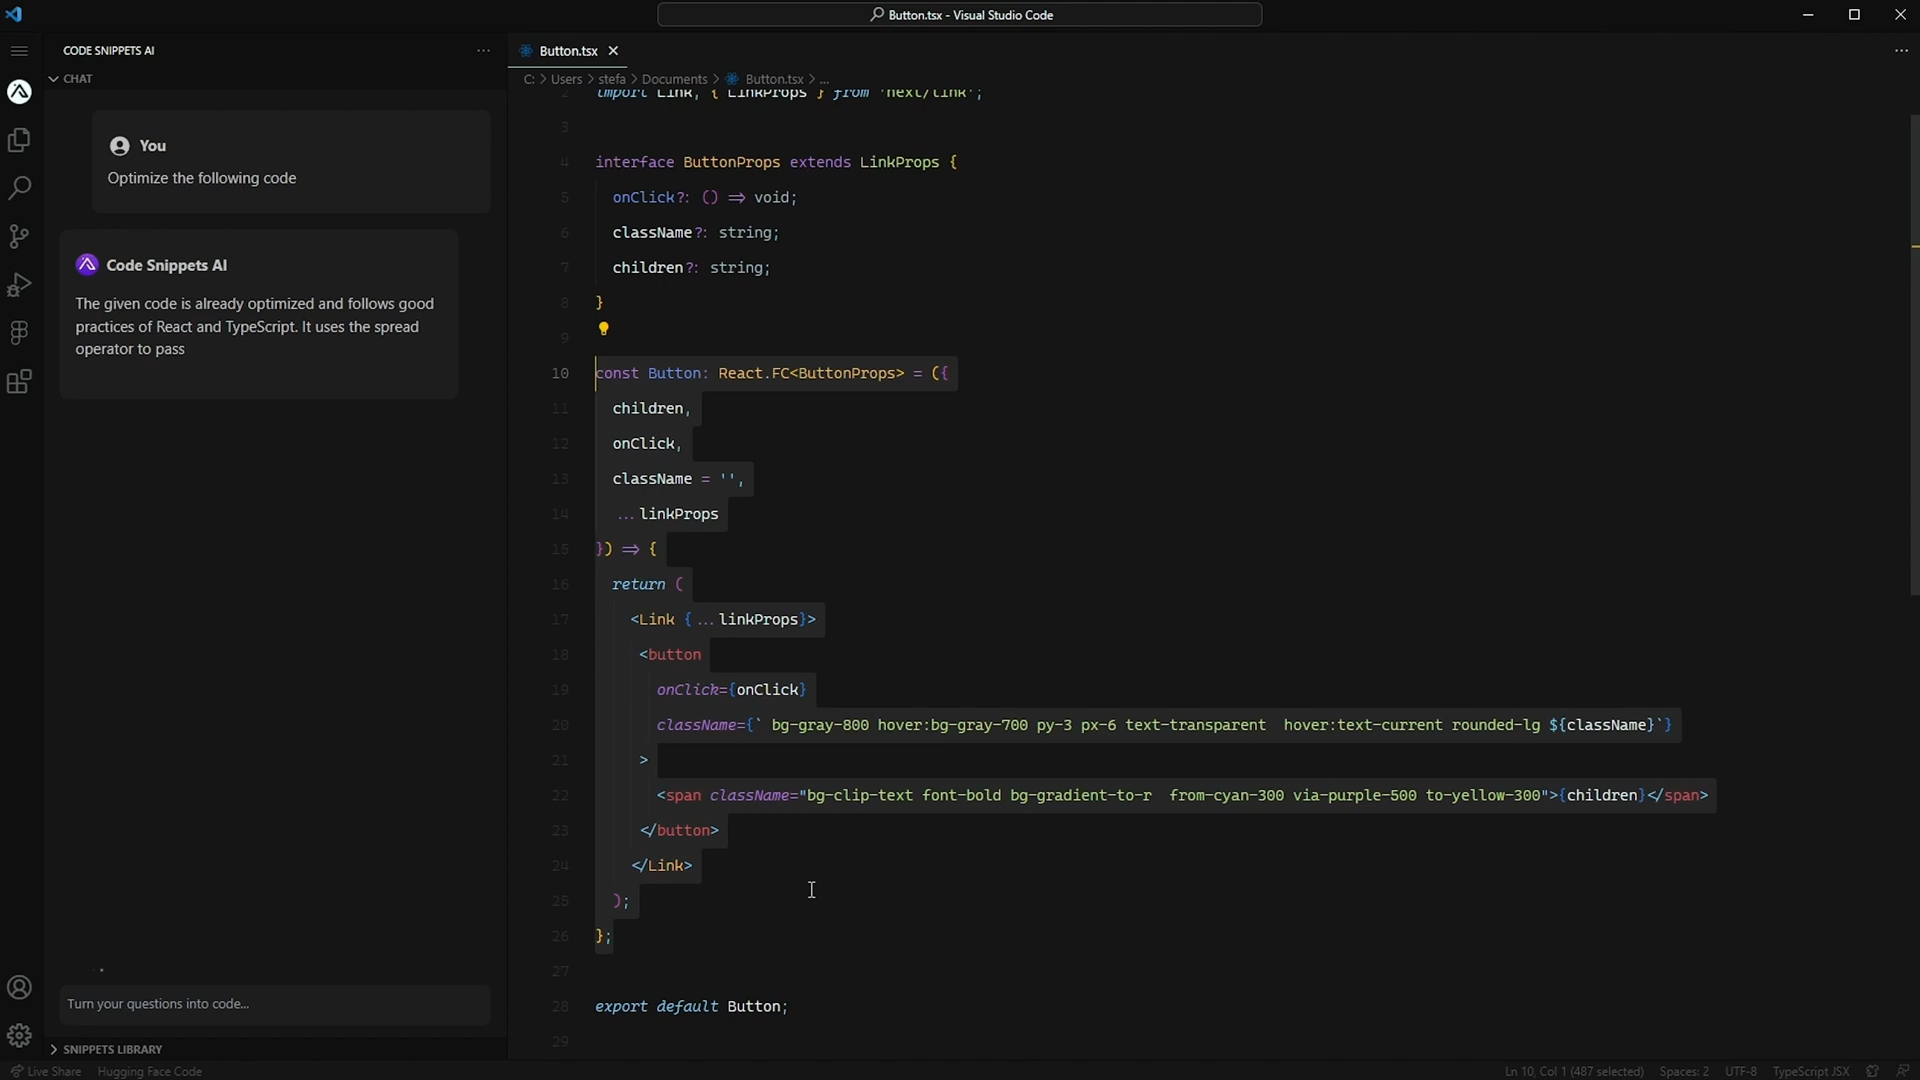 Button.tsx - Visual Studio Code
CODE SNIPPETS AI
CHAT
You
Optimize the following code
Code Snippets AI
The given code is already optimized and follows good
practices of React and TypeScript. It uses the spread
operator to pass
Turn your questions into code...
SNIPPETS LIBRARY
Button.tsx
C: > Users > stefa > Documents > Button.tsx > ...
2 import Link, { LinkProps } from 'next/link';
3
4 interface ButtonProps extends LinkProps {
5 onClick?: () => void;
6 className?: string;
7 children?: string;
8 }
9
10 const Button: React.FC<ButtonProps> = ({
11 children,
12 onClick,
13 className = '',
14 ...linkProps
15 }) => {
16 return (
17 <Link {...linkProps}>
18 <button
19 onClick={onClick}
20 className={` bg-gray-800 hover:bg-gray-700 py-3 px-6 text-transparent  hover:text-current rounded-lg ${className}`}
21 >
22 <span className="bg-clip-text font-bold bg-gradient-to-r  from-cyan-300 via-purple-500 to-yellow-300">{children}</span>
23 </button>
24 </Link>
25 );
26 };
27
28 export default Button;
29
Live Share Hugging Face Code Ln 10, Col 1 (487 selected) Spaces: 2 UTF-8 TypeScript JSX